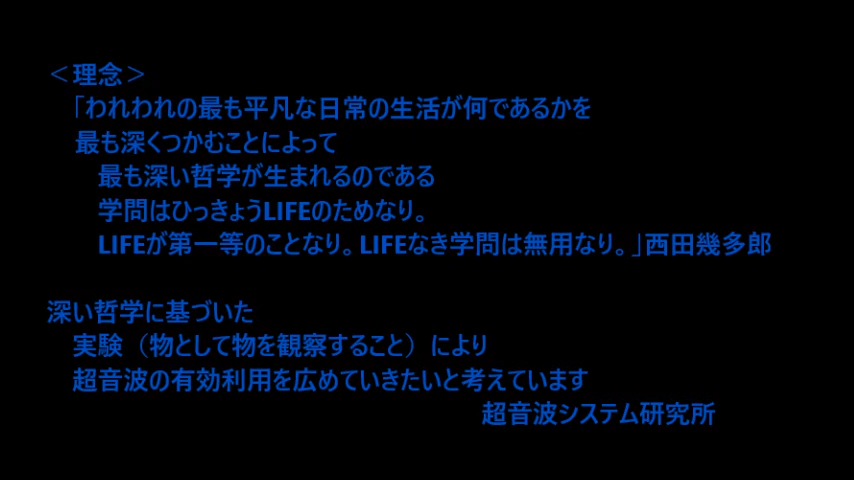 ＜理念＞
「われわれの最も平凡な日常の生活が何であるかを
最も深くつかむことによって
最も深い哲学が生まれるのである
学問はひっきょうLIFEのためなり。
LIFEが第一等のことなり。LIFEなき学問は無用なり。」西田幾多郎
深い哲学に基づいた
実験（物として物を観察すること）により
超音波の有効利用を広めていきたいと考えています
超音波システム研究所